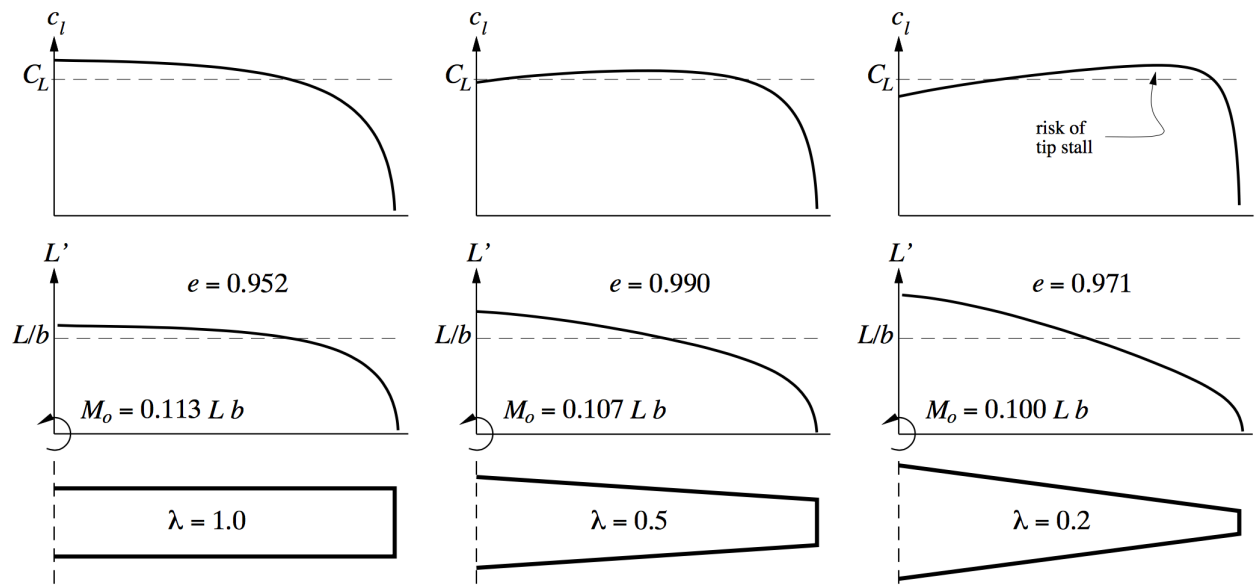 c_l
C_L
c_l
C_L
c_l
C_L
risk of
tip stall
L’
e = 0.952
L/b
M_o = 0.113 L b
L’
e = 0.990
L/b
M_o = 0.107 L b
L’
e = 0.971
L/b
M_o = 0.100 L b
λ = 1.0
λ = 0.5
λ = 0.2